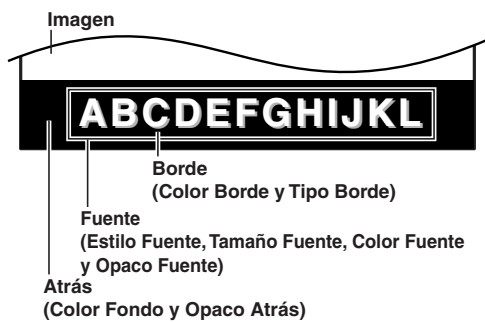 Imagen
ABCDEFGHIJKL
Borde
(Color Borde y Tipo Borde)
Fuente
(Estilo Fuente, Tamaño Fuente, Color Fuente
y Opaco Fuente)
Atrás
(Color Fondo y Opaco Atrás)